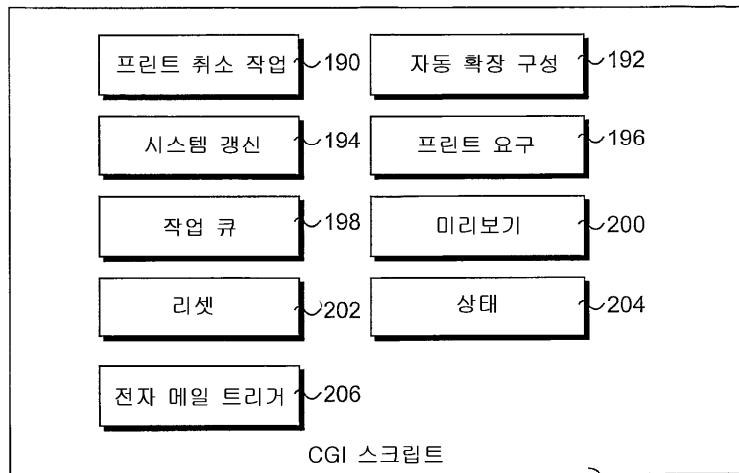 프린트 취소 작업 190 자동 확장 구성 192
시스템 갱신 194 프린트 요구 196
작업 큐 198 미리보기 200
리셋 202 상태 204
전자 메일 트리거 206
CGI 스크립트